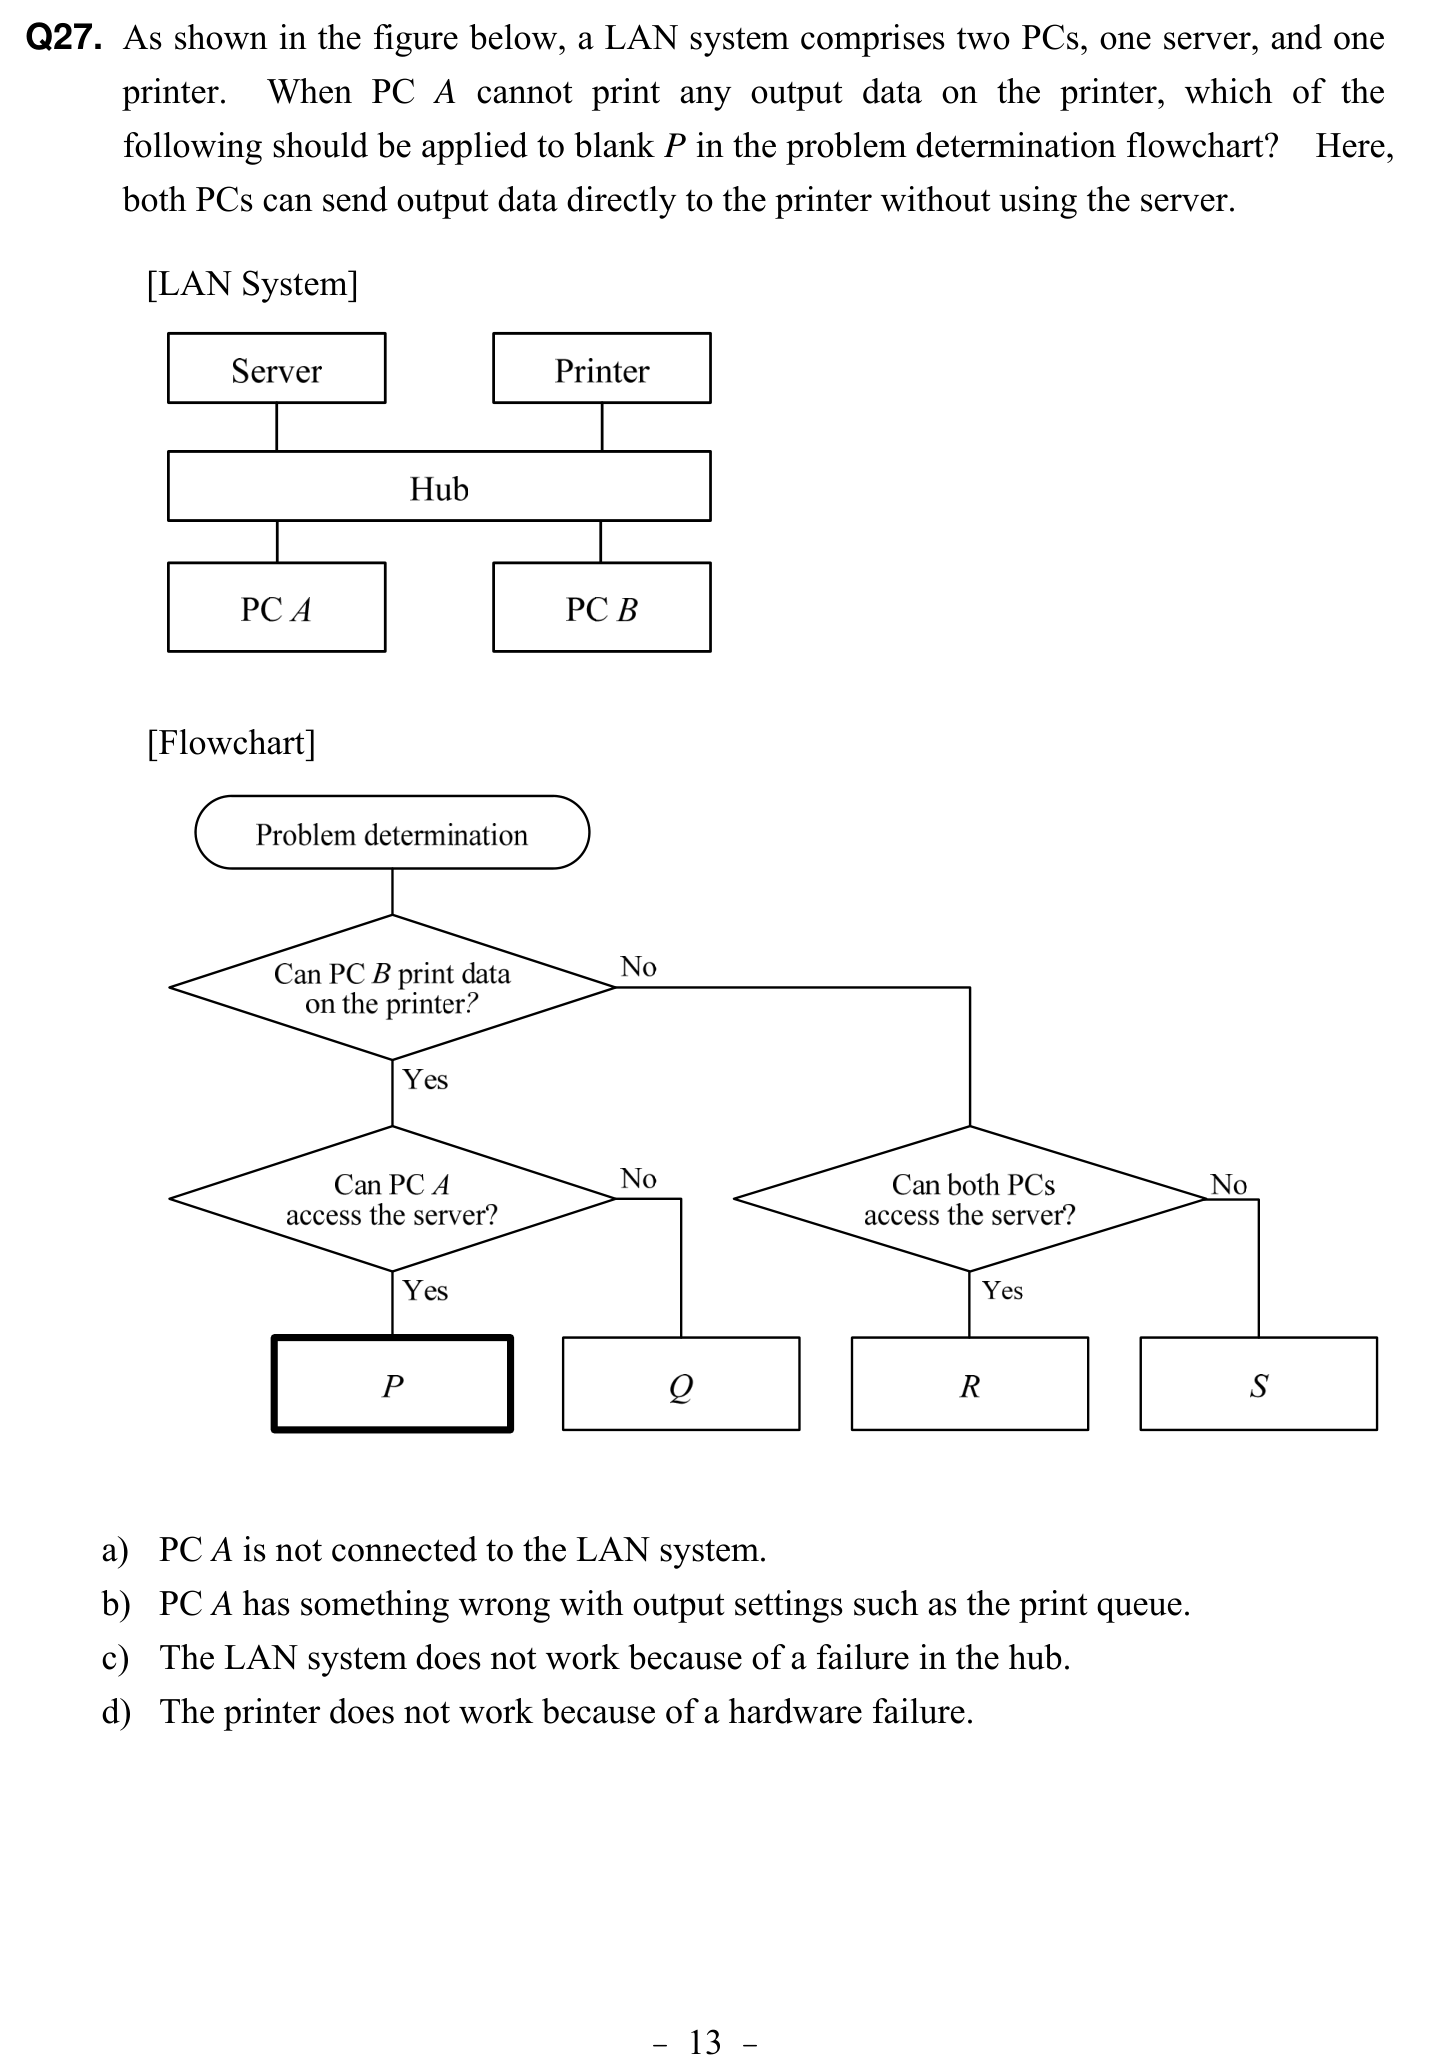 Q27. As shown in the figure below, a LAN system comprises two PCs, one server, and one
printer. When PC A cannot print any output data on the printer, which of the
following should be applied to blank P in the problem determination flowchart? Here,
both PCs can send output data directly to the printer without using the server.
[LAN System]
Server
Printer
Hub
PC A
PC B
[Flowchart]
Problem determination
Can PC B print data
on the printer?
No
Yes
Can PC A
access the server?
No
Can both PCs
access the server?
No
Yes
Yes
P
Q
R
S
a) PC A is not connected to the LAN system.
b) PC A has something wrong with output settings such as the print queue.
c) The LAN system does not work because of a failure in the hub.
d) The printer does not work because of a hardware failure.
– 13 –